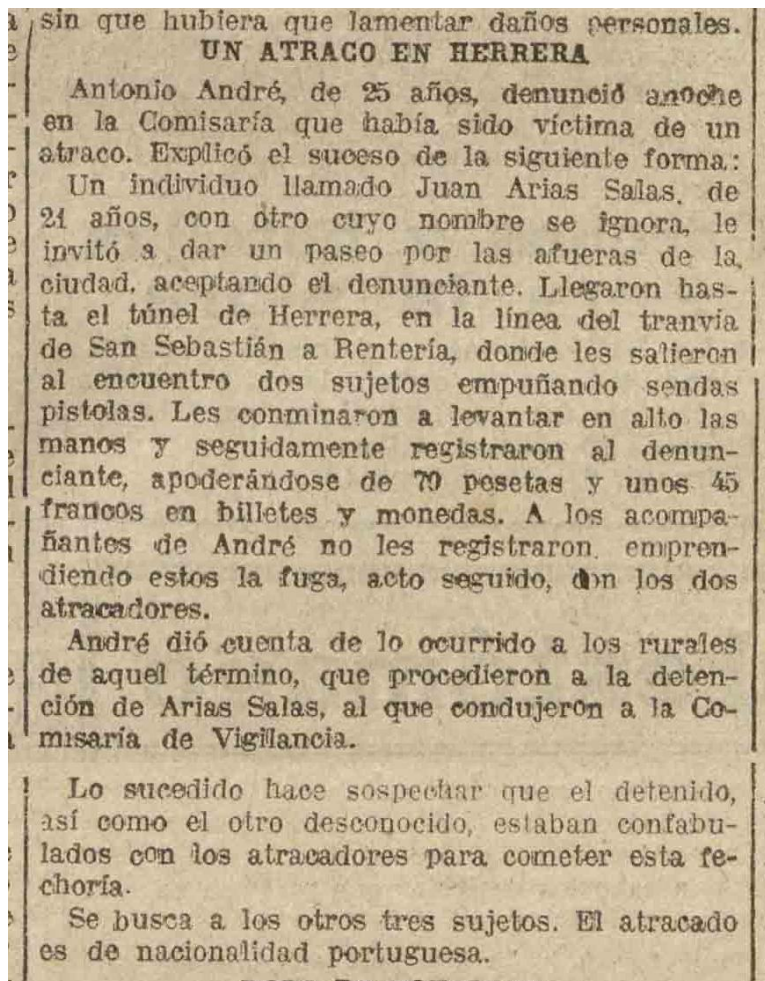 sin que hubiera que lamentar daños personales.
UN ATRACO EN HERRERA
Antonio André, de 25 años, denunció anoche
en la Comisaría que había sido víctima de un
atraco. Explicó el suceso de la siguiente forma:
Un individuo llamado Juan Arias Salas, de
21 años, con otro cuyo nombre se ignora, le
invitó a dar un paseo por las afueras de la,
ciudad, aceptando el denunciante. Llegaron has-
ta el túnel de Herrera, en la línea del tranvía
de San Sebastián a Rentería, donde les salieron
al encuentro dos sujetos empuñando sendas
pistolas. Les conminaron a levantar en alto las
manos y seguidamente registraron al denun-
ciante, apoderándose de 70 pesetas y unos 45
francos en billetes y monedas. A los acompa-
ñantes de André no les registraron, empren-
diendo estos la fuga, acto seguido, con los dos
atracadores.
André dió cuenta de lo ocurrido a los rurales
de aquel término, que procedieron a la deten-
ción de Arias Salas, al que condujeron a la Co-
misaría de Vigilancia.
Lo sucedido hace sospechar que el detenido,
así como el otro desconocido, estaban confabu-
lados con los atracadores para cometer esta fe-
choría.
Se busca a los otros tres sujetos. El atracado
es de nacionalidad portuguesa.